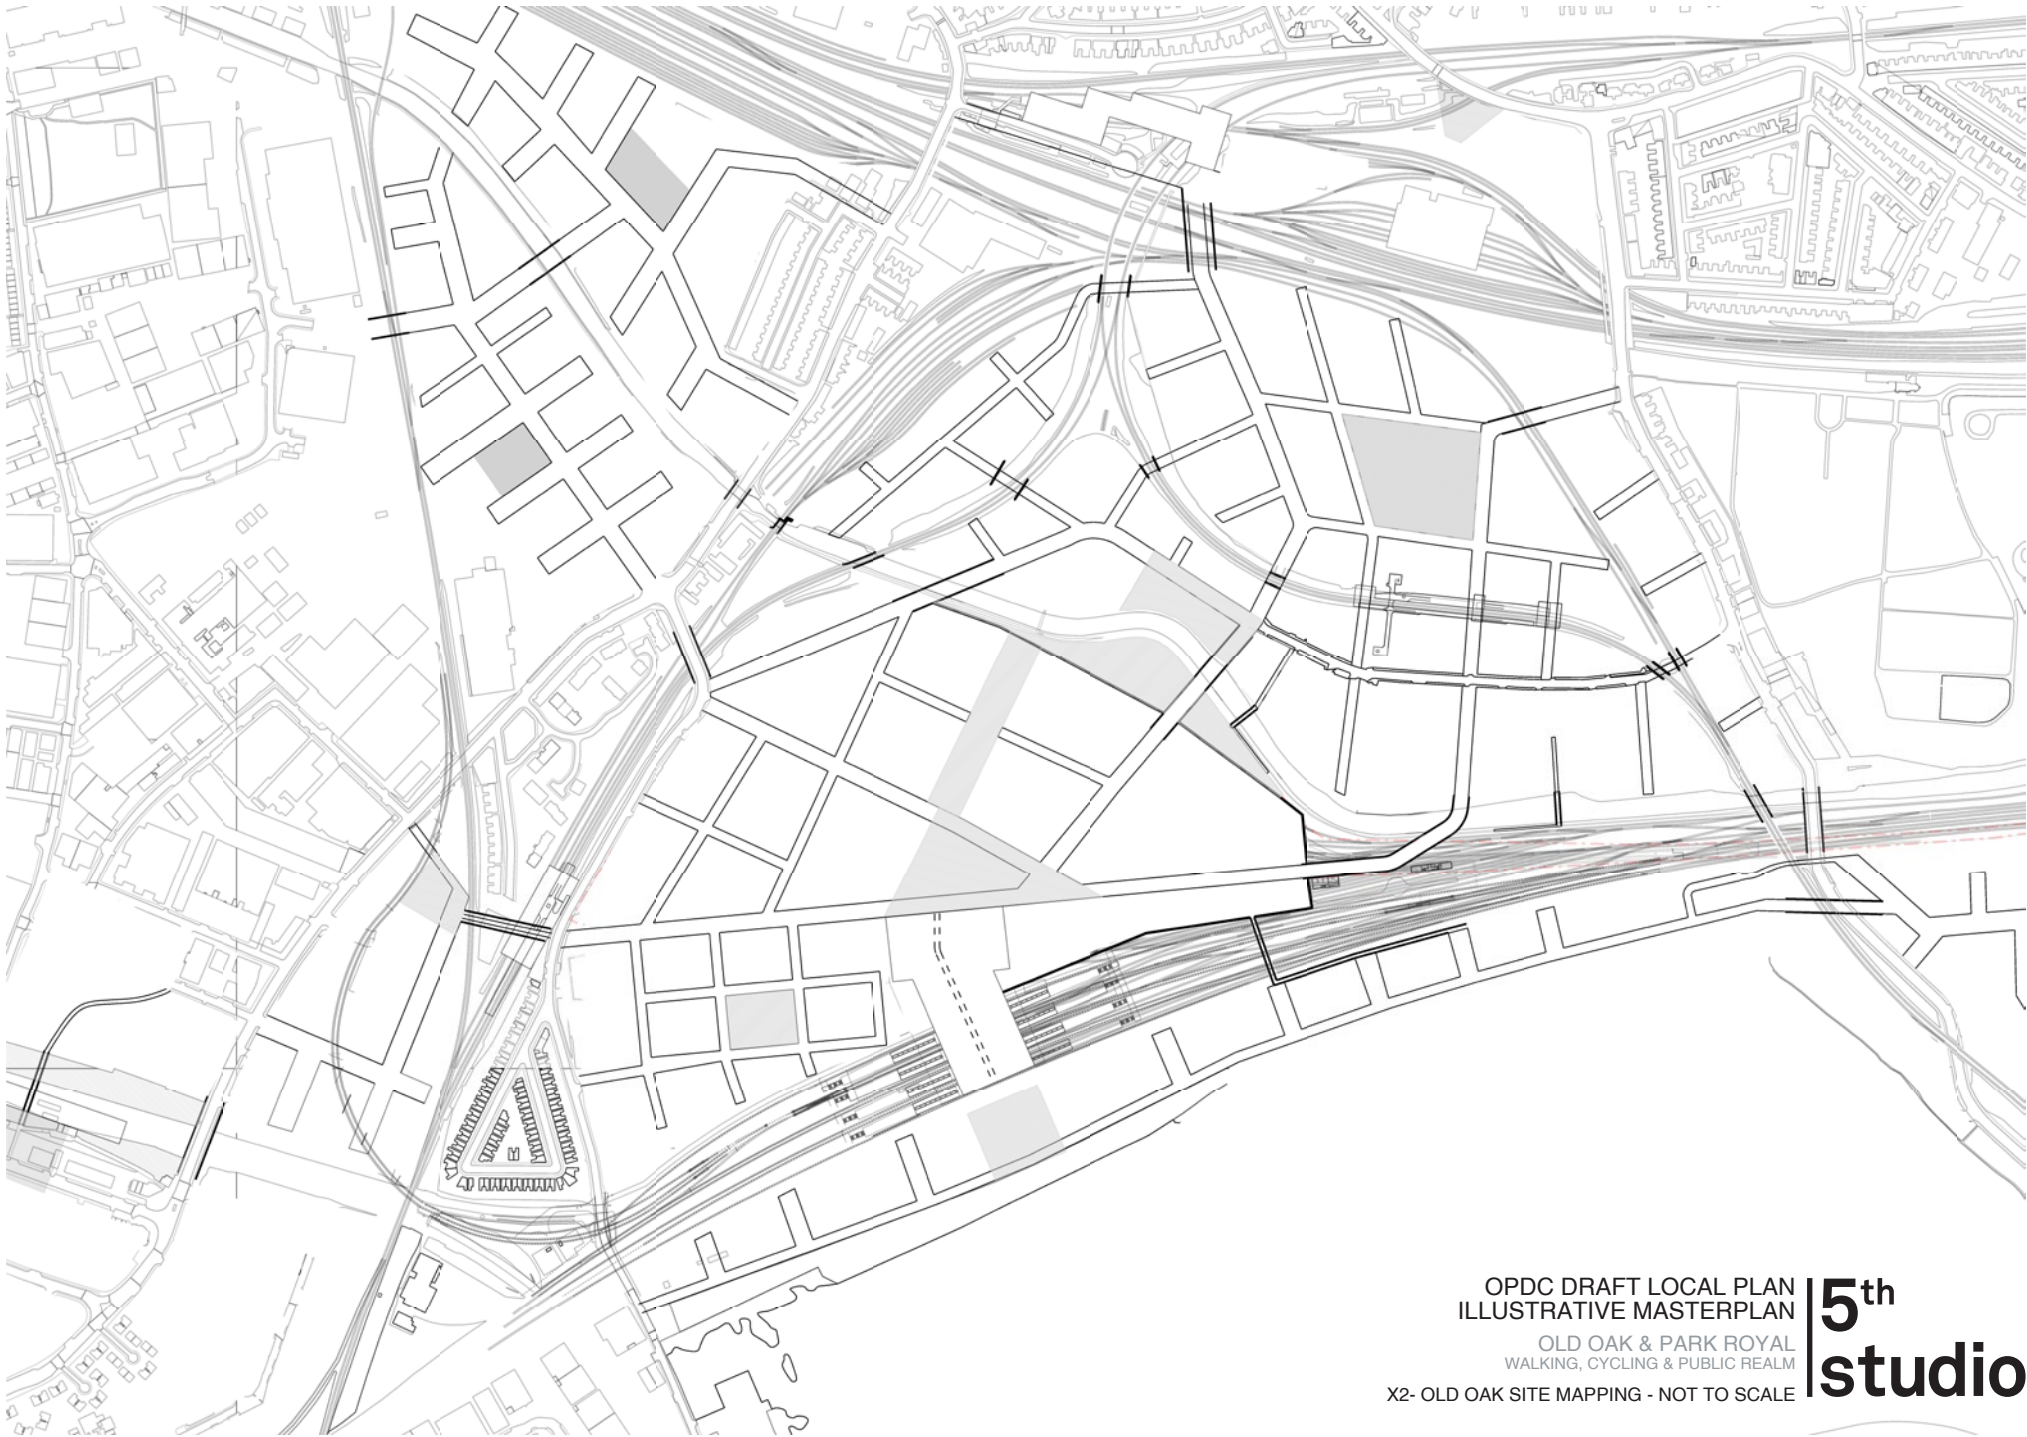 OPDC DRAFT LOCAL PLAN
ILLUSTRATIVE MASTERPLAN
OLD OAK & PARK ROYAL
WALKING, CYCLING & PUBLIC REALM
X2- OLD OAK SITE MAPPING - NOT TO SCALE
5th
studio